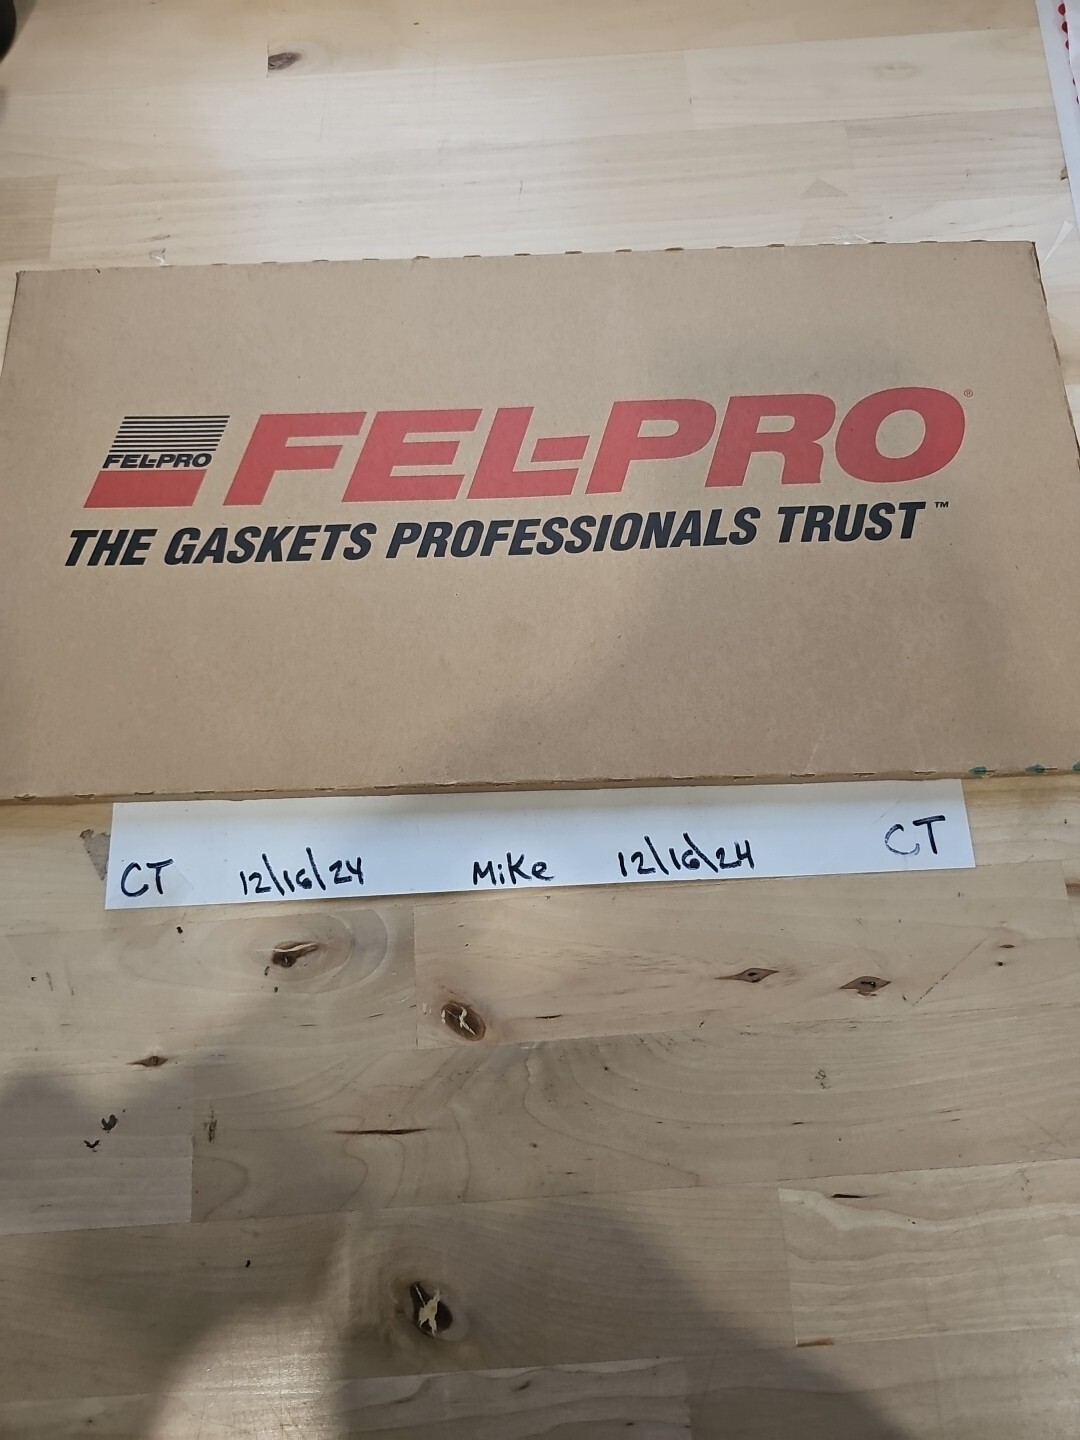 FEL-PRO
FEL-PRO®
THE GASKETS PROFESSIONALS TRUST™
CT 12/16/24 Mike 12/16/24 CT